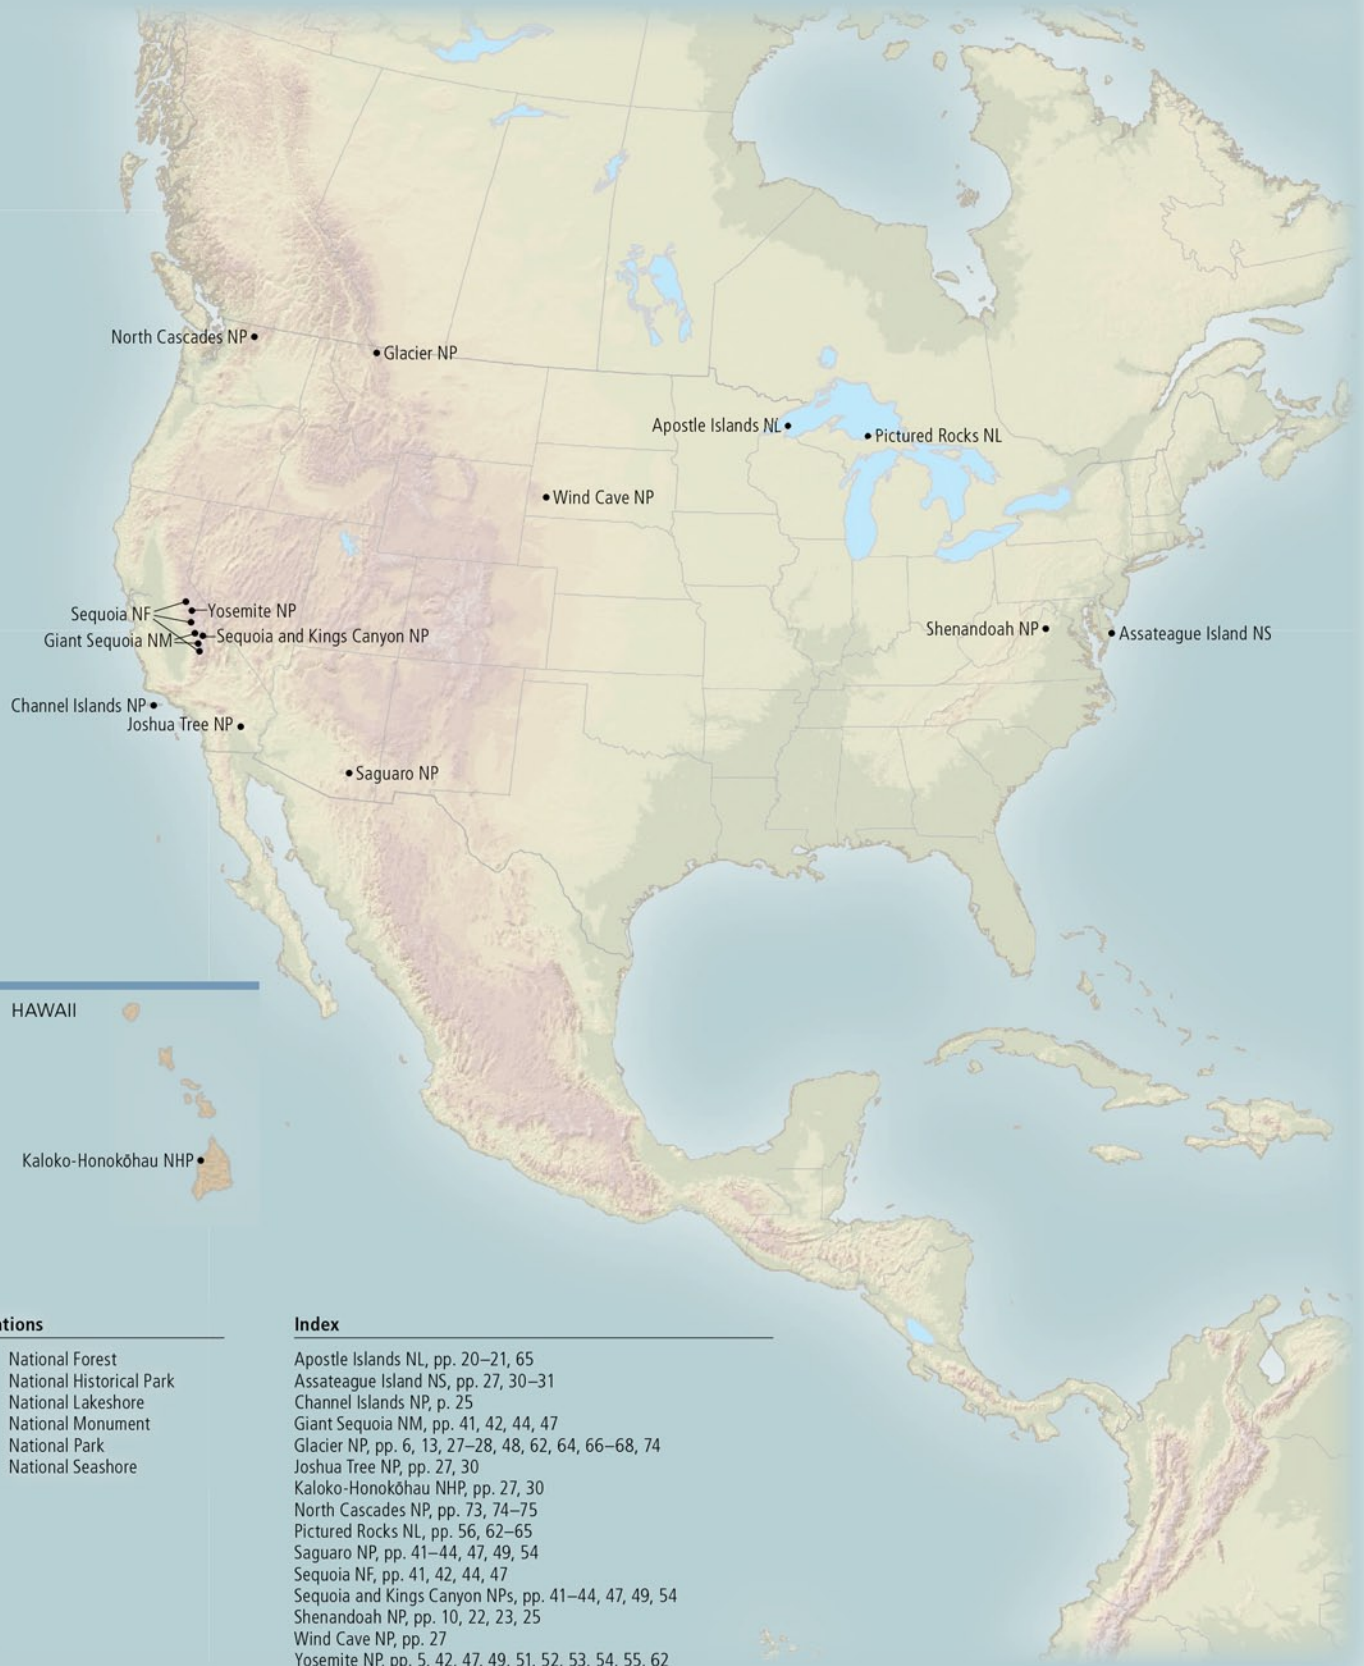 North Cascades NP
Glacier NP
Apostle Islands NL
Pictured Rocks NL
Wind Cave NP
Sequoia NF
Yosemite NP
Giant Sequoia NM
Sequoia and Kings Canyon NP
Shenandoah NP
Assateague Island NS
Channel Islands NP
Joshua Tree NP
Saguaro NP
HAWAII
Kaloko-Honokōhau NHP
National Forest
National Historical Park
National Lakeshore
National Monument
National Park
National Seashore
Index
Apostle Islands NL, pp. 20–21, 65
Assateague Island NS, pp. 27, 30–31
Channel Islands NP, p. 25
Giant Sequoia NM, pp. 41, 42, 44, 47
Glacier NP, pp. 6, 13, 27–28, 48, 62, 64, 66–68, 74
Joshua Tree NP, pp. 27, 30
Kaloko-Honokōhau NHP, pp. 27, 30
North Cascades NP, pp. 73, 74–75
Pictured Rocks NL, pp. 56, 62–65
Saguaro NP, pp. 41–44, 47, 49, 54
Sequoia NF, pp. 41, 42, 44, 47
Sequoia and Kings Canyon NPs, pp. 41–44, 47, 49, 54
Shenandoah NP, pp. 10, 22, 23, 25
Wind Cave NP, pp. 27
Yosemite NP, pp. 5, 42, 47, 49, 51, 52, 53, 54, 55, 62